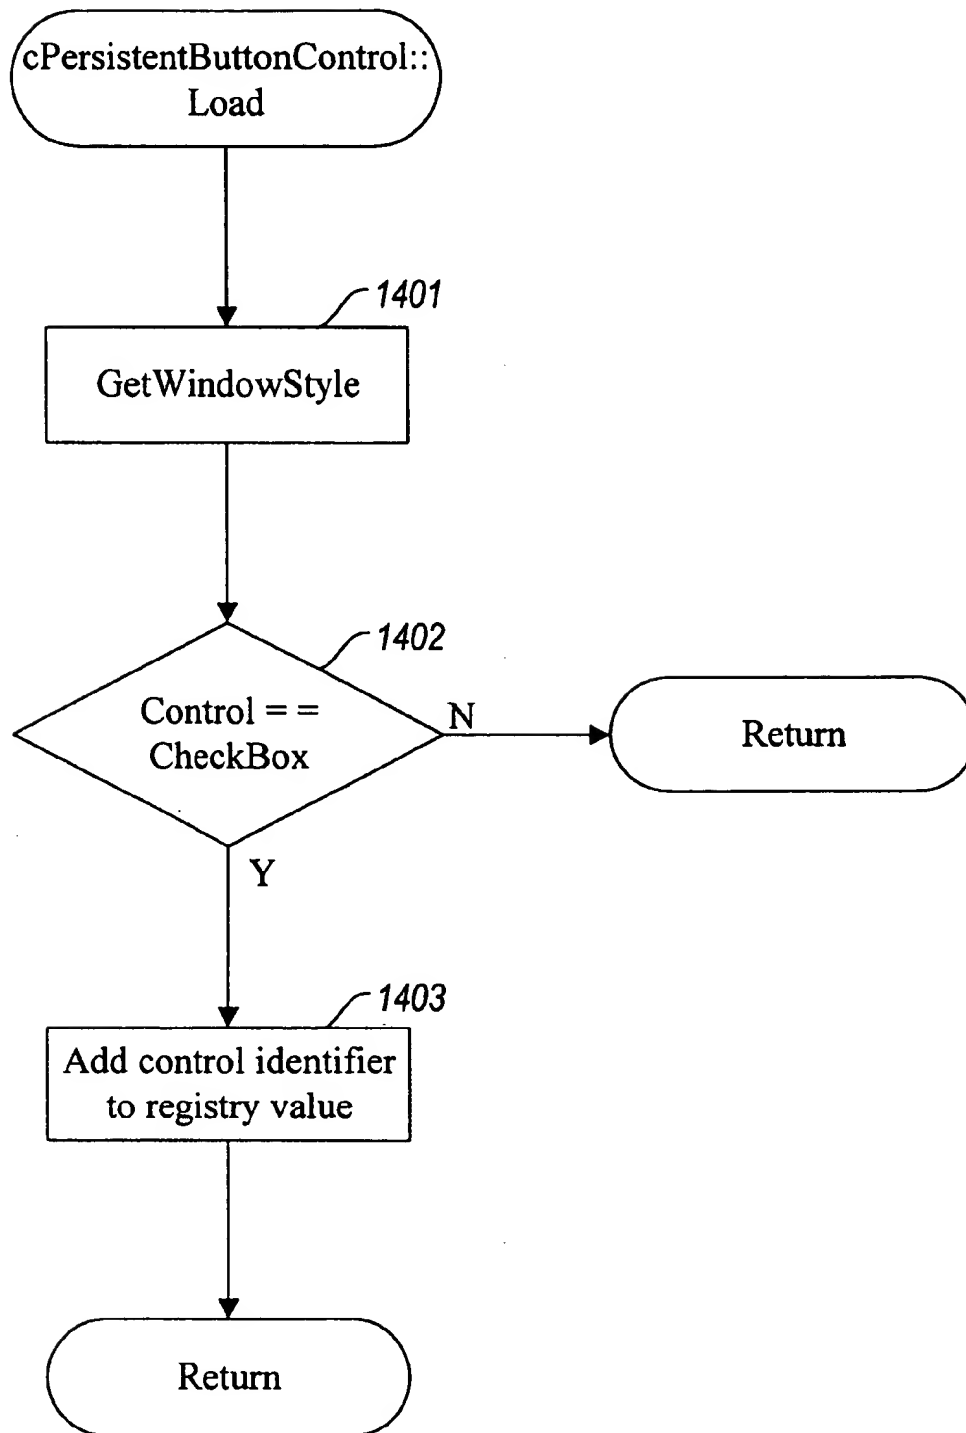 cPersistentButtonControl::
Load
1401
GetWindowStyle
1402
Control = =
CheckBox
N
Return
Y
1403
Add control identifier
to registry value
Return